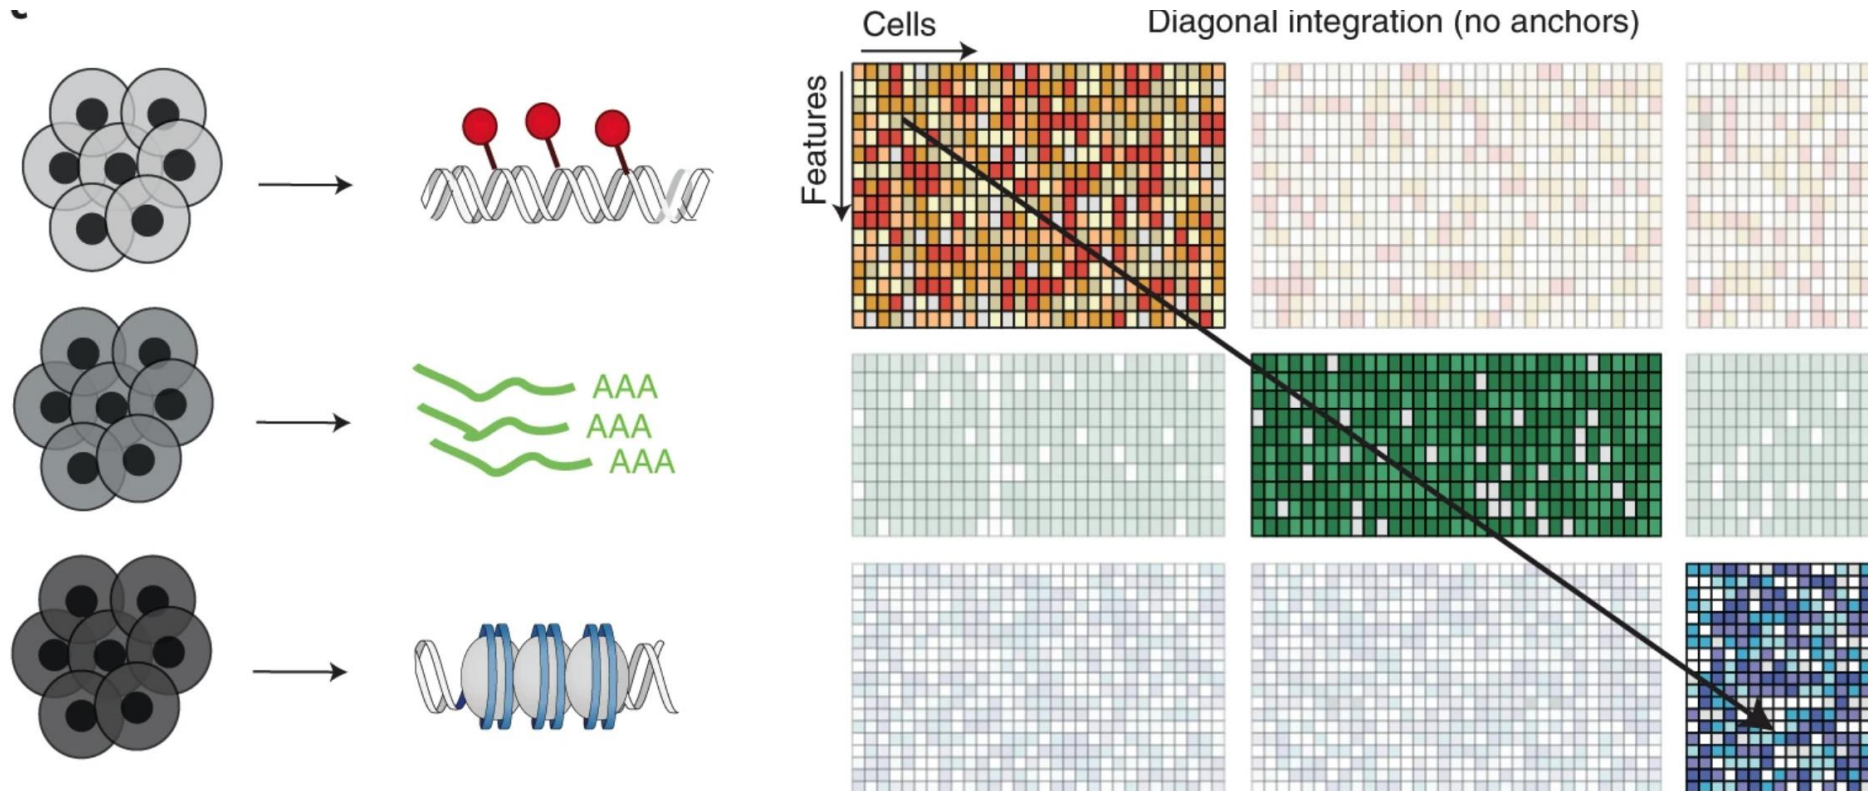 Cells
Diagonal integration (no anchors)
Features
AAA
AAA
AAA